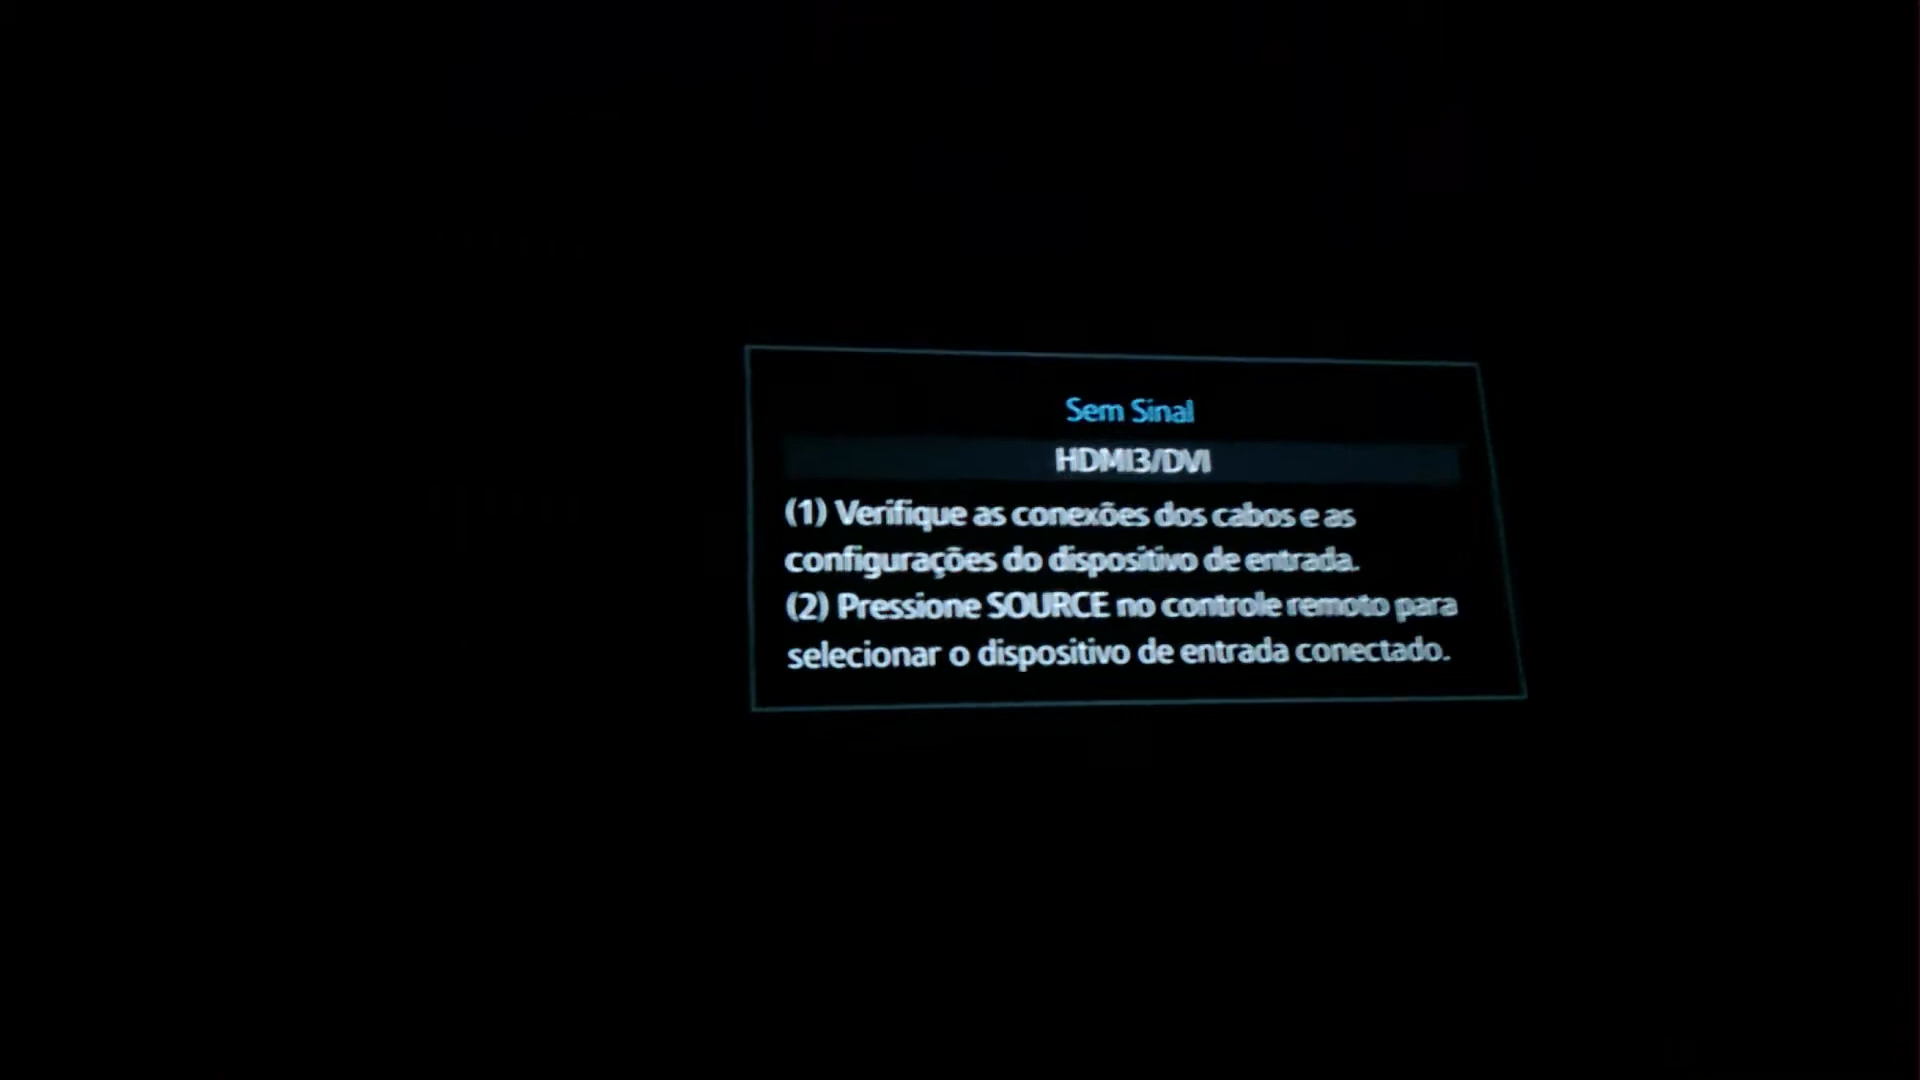 Sem Sinal
HDMI3/DVI
(1) Verifique as conexões dos cabos e as
configurações do dispositivo de entrada.
(2) Pressione SOURCE no controle remoto para
selecionar o dispositivo de entrada conectado.